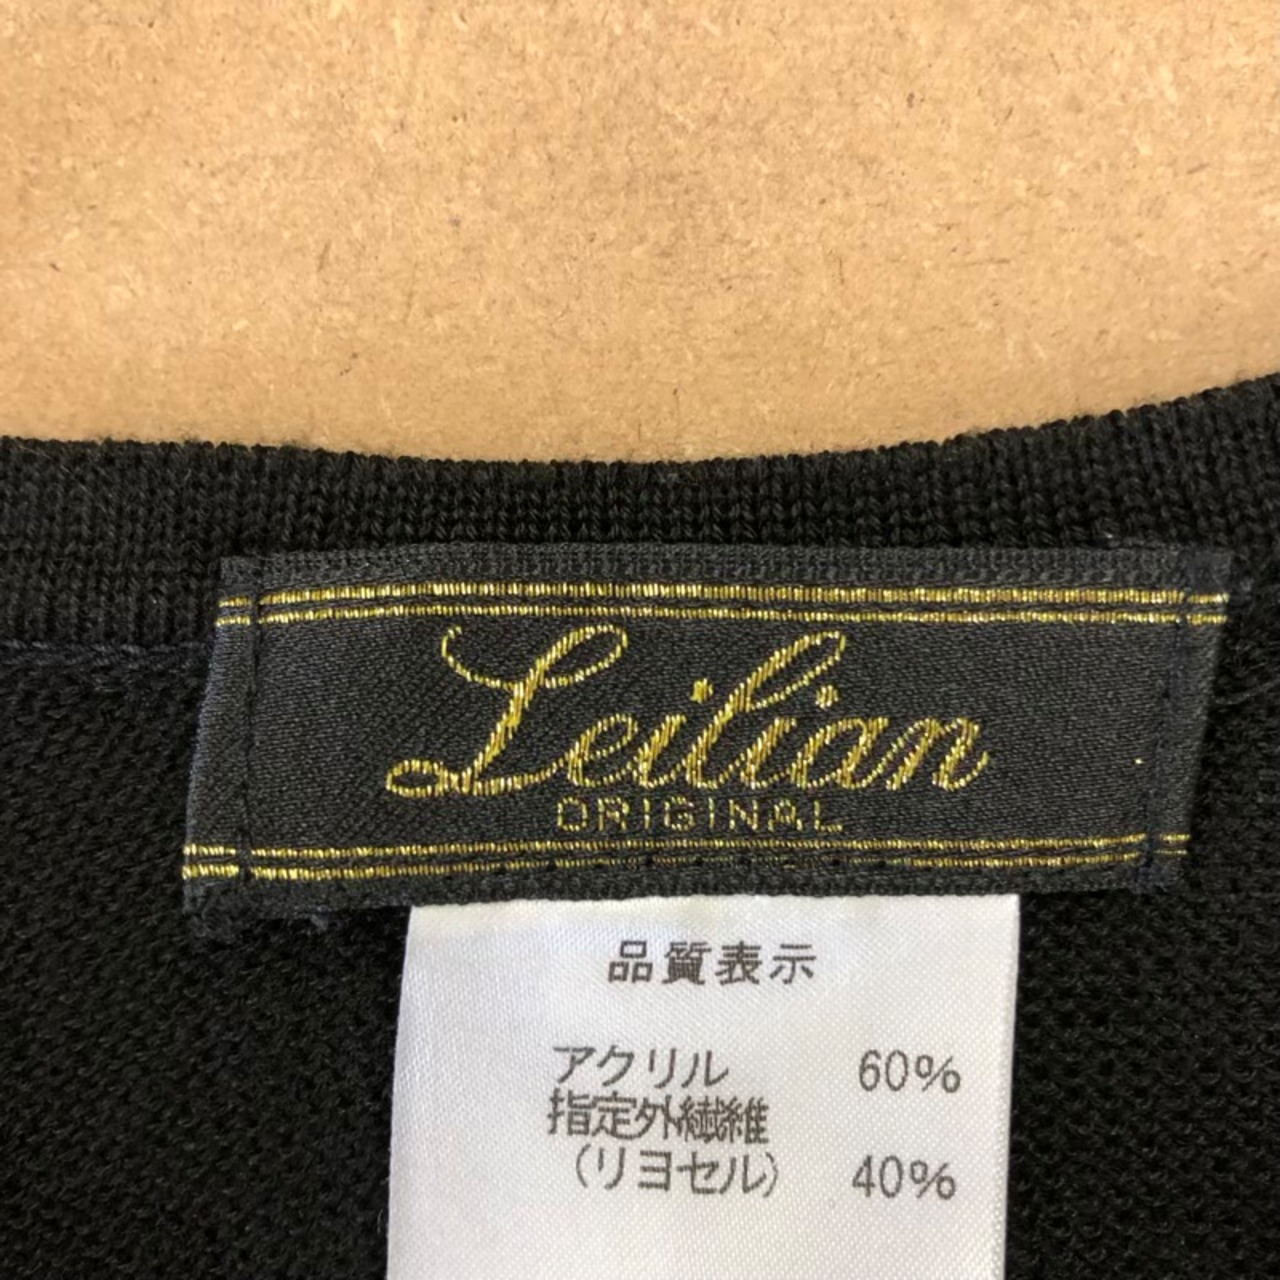 Leilian
ORIGINAL
品質表示
アクリル 60%
指定外繊維
(リヨセル) 40%